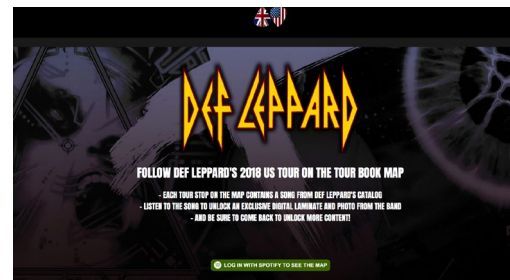 DEF LEPPARD
FOLLOW DEF LEPPARD'S 2018 US TOUR ON THE TOUR BOOK MAP
- EACH TOUR STOP ON THE MAP CONTAINS A SONG FROM DEF LEPPARD'S CATALOG
- LISTEN TO THE SONG TO UNLOCK AN EXCLUSIVE DIGITAL LAMINATE AND PHOTO FROM THE BAND
- AND BE SURE TO COME BACK TO UNLOCK MORE CONTENT!
LOG IN WITH SPOTIFY TO SEE THE MAP